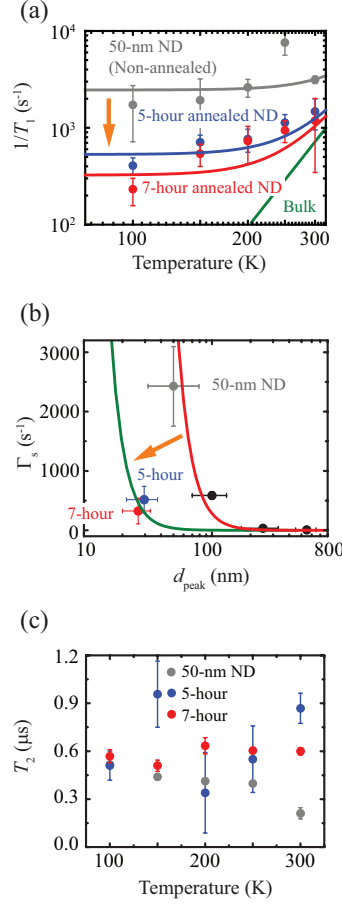 (a)
10⁴
50-nm ND
(Non-annealed)
1/T₁ (s⁻¹)
10³
5-hour annealed ND
7-hour annealed ND
Bulk
10²
100
200
300
Temperature (K)
(b)
3000
50-nm ND
2000
Γₛ (s⁻¹)
1000
5-hour
7-hour
0
10
100
800
d_peak (nm)
(c)
1.2
50-nm ND
5-hour
7-hour
0.9
T₂ (μs)
0.6
0.3
0.0
100
150
200
250
300
Temperature (K)